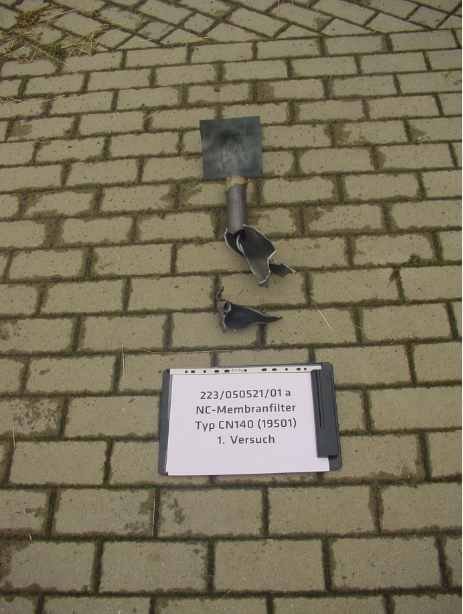 223/050521/01 a
NC-Membranfilter
Typ CN140 (19501)
1. Versuch